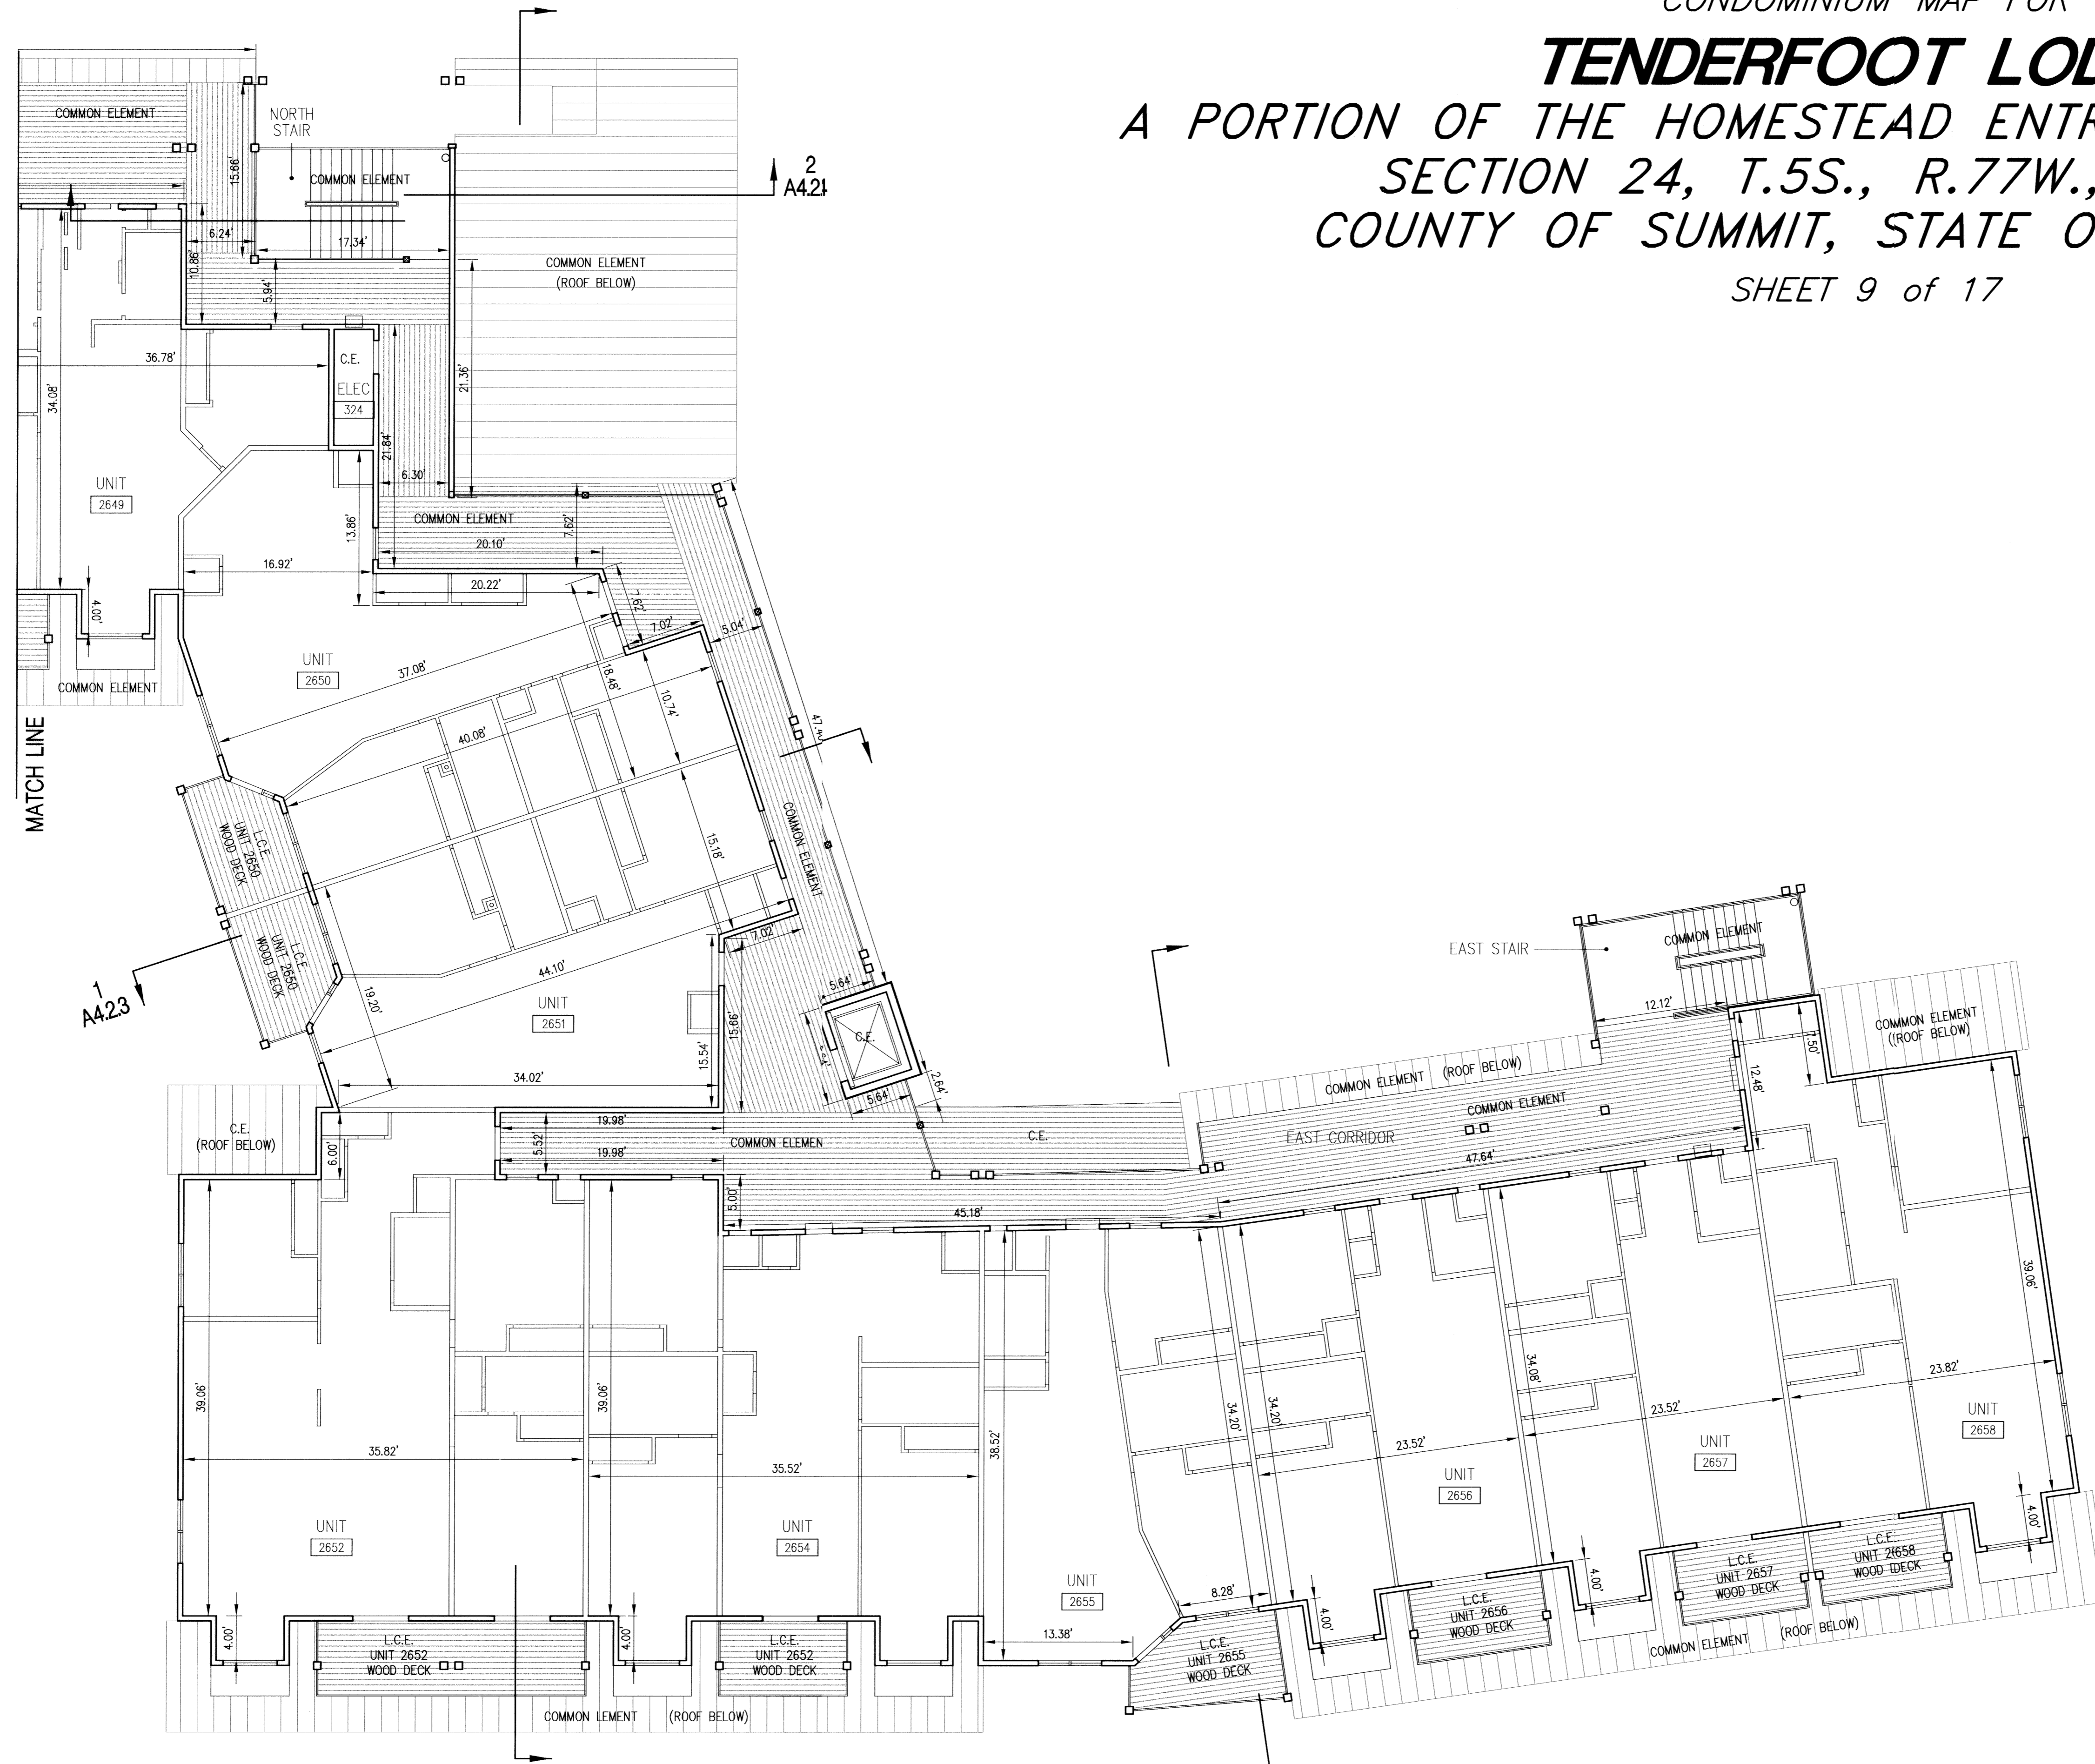 CONDOMINIUM MAP FOR
TENDERFOOT
A PORTION OF THE HOMESTEAD
SECTION 24, T.5S., R.77W.,
COUNTY OF SUMMIT, STATE
SHEET 9 of 17
COMMON ELEMENT
NORTH
STAIR
COMMON ELEMENT
15.66'
2
A4.21
6.24'
17.34'
10.86'
5.94'
COMMON ELEMENT
(ROOF BELOW)
36.78'
34.08'
C.E.
ELEC
324
21.36'
21.84'
6.30'
UNIT
2649
13.86'
COMMON ELEMENT
7.62'
20.10'
16.92'
20.22'
4.00'
7.62'
7.02'
5.04'
UNIT
2650
37.08'
18.48'
10.74'
COMMON ELEMENT
MATCH LINE
40.08'
COMMON ELEMENT
15.18'
L.C.E.
UNIT 2650
WOOD DECK
L.C.E.
UNIT 2650
WOOD DECK
1
A4.2.3
19.20'
44.10'
7.02'
UNIT
2651
15.66'
15.54'
5.64'
C.E.
5.64'
2.64'
34.02'
EAST STAIR
COMMON ELEMENT
12.12'
COMMON ELEMENT
(!ROOF BELOW)
7.50'
12.48'
COMMON ELEMENT (ROOF BELOW)
COMMON ELEMENT
EAST CORRIDOR
47.64'
C.E.
(ROOF BELOW)
6.00'
19.98'
5.52'
COMMON ELEMEN
C.E.
19.98'
5.00'
45.18'
39.06'
39.06'
38.52'
34.20'
34.20'
34.08'
39.06'
35.82'
35.52'
23.52'
23.52'
23.82'
UNIT
2652
UNIT
2654
UNIT
2655
UNIT
2656
UNIT
2657
UNIT
2658
8.28'
13.38'
4.00'
4.00'
4.00'
4.00'
4.00'
L.C.E.
UNIT 2652
WOOD DECK
L.C.E.
UNIT 2652
WOOD DECK
L.C.E.
UNIT 2655
WOOD DECK
L.C.E.
UNIT 2656
WOOD DECK
L.C.E.
UNIT 2657
WOOD DECK
L.C.E.
UNIT 2658
WOOD DECK
COMMON ELEMENT (ROOF BELOW)
COMMON LEMENT (ROOF BELOW)